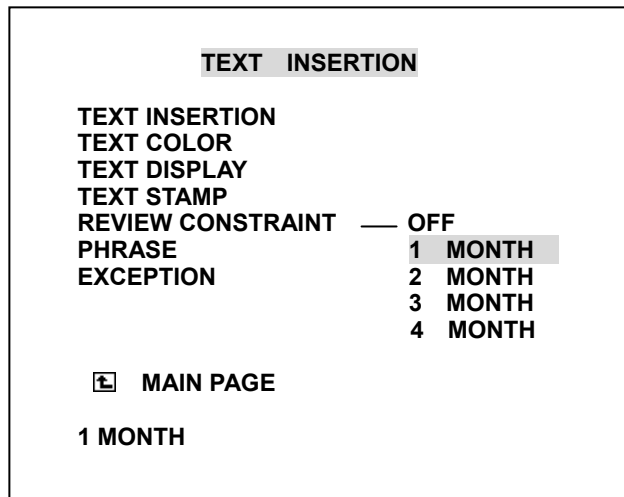 TEXT INSERTION
TEXT INSERTION
TEXT COLOR
TEXT DISPLAY
TEXT STAMP
REVIEW CONSTRAINT — OFF
PHRASE 1 MONTH
EXCEPTION 2 MONTH
3 MONTH
4 MONTH
MAIN PAGE
1 MONTH